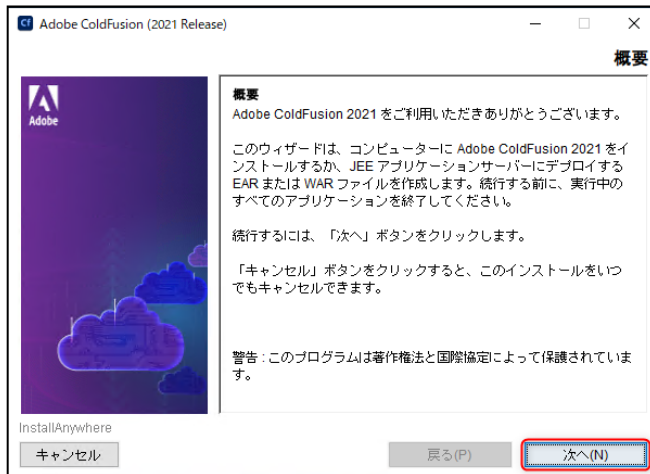 Adobe ColdFusion (2021 Release)
概要
Adobe
概要
Adobe ColdFusion 2021 をご利用いただきありがとうございます。
このウィザードは、コンピューターに Adobe ColdFusion 2021 をイ
ンストールするか、JEE アプリケーションサーバーにデプロイする
EAR または WAR ファイルを作成します。続行する前に、実行中の
すべてのアプリケーションを終了してください。
続行するには、「次へ」ボタンをクリックします。
「キャンセル」ボタンをクリックすると、このインストールをいつ
でもキャンセルできます。
警告 : このプログラムは著作権法と国際協定によって保護されていま
す。
InstallAnywhere
キャンセル
戻る(P)
次へ(N)